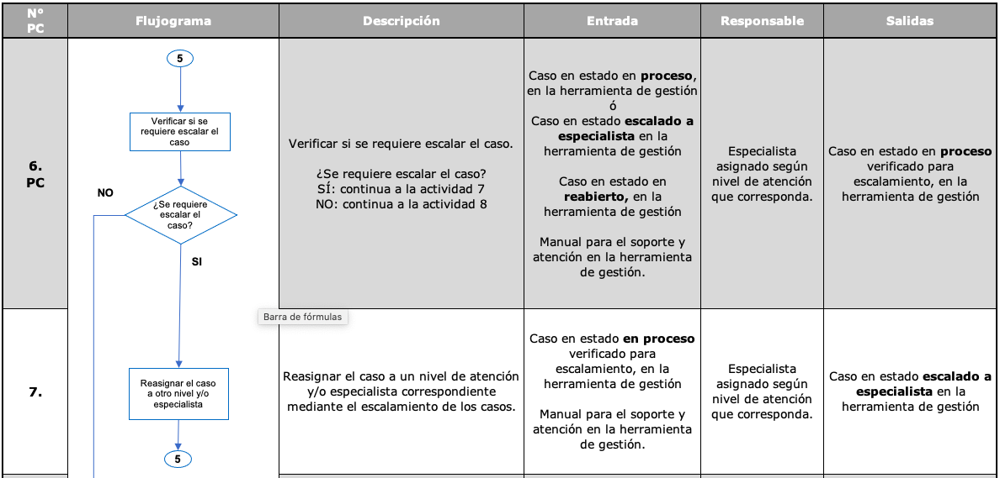 N°
PC
Flujograma
Descripción
Entrada
Responsable
Salidas
6.
PC
5
Verificar si se
requiere escalar el
caso
NO
¿Se requiere
escalar el
caso?
SI
Verificar si se requiere escalar el caso.
¿Se requiere escalar el caso?
SÍ: continua a la actividad 7
NO: continua a la actividad 8
Caso en estado en proceso,
en la herramienta de gestión
ó
Caso en estado escalado a
especialista en la
herramienta de gestión
Caso en estado en
reabierto, en la
herramienta de gestión
Manual para el soporte y
atención en la herramienta
de gestión.
Especialista
asignado según
nivel de atención
que corresponda.
Caso en estado en proceso
verificado para
escalamiento, en la
herramienta de gestión
Barra de fórmulas
7.
Reasignar el caso
a otro nivel y/o
especialista
5
Reasignar el caso a un nivel de atención
y/o especialista correspondiente
mediante el escalamiento de los casos.
Caso en estado en proceso
verificado para
escalamiento, en la
herramienta de gestión
Manual para el soporte y
atención en la herramienta
de gestión.
Especialista
asignado según
nivel de atención
que corresponda.
Caso en estado escalado a
especialista en la
herramienta de gestión